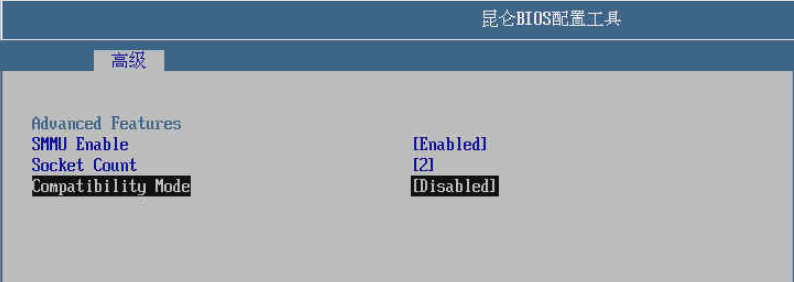 昆仑BIOS配置工具
高级
Advanced Features
SMMU Enable [Enabled]
Socket Count [2]
Compatibility Mode [Disabled]